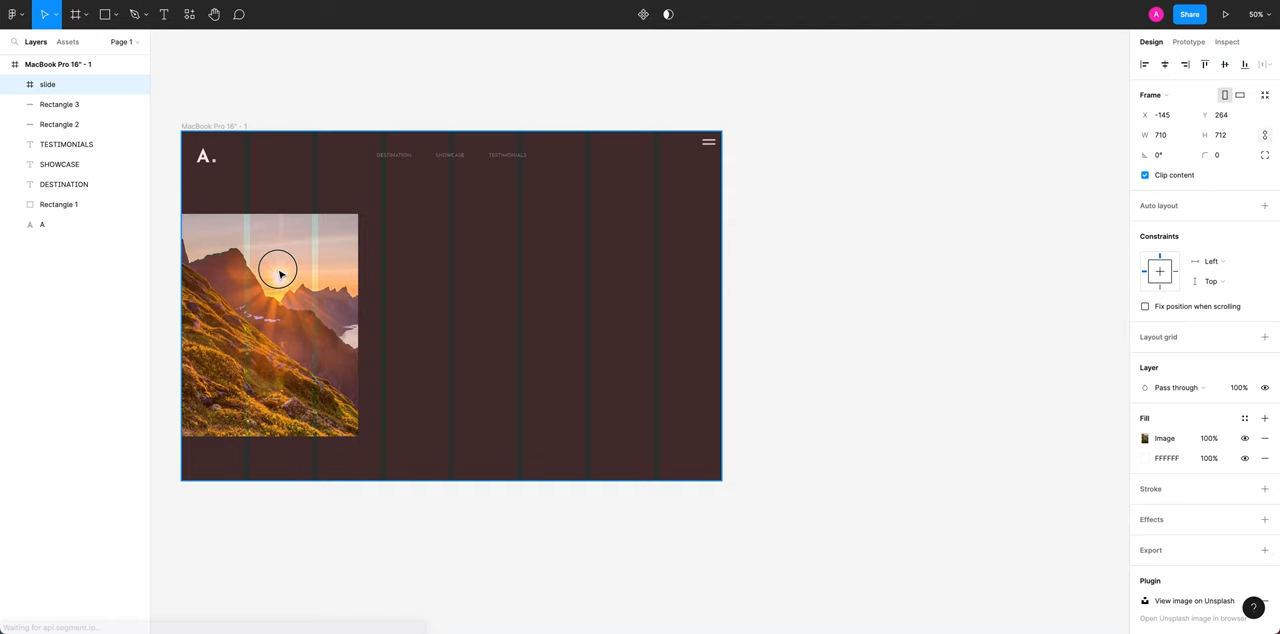 A
Share
50%
Layers
Assets
Page 1
Design
Prototype
Inspect
MacBook Pro 16" - 1
slide
Rectangle 3
Rectangle 2
TESTIMONIALS
SHOWCASE
DESTINATION
Rectangle 1
A
MacBook Pro 16" - 1
A.
DESTINATION
SHOWCASE
TESTIMONIALS
Frame
X -145
Y 264
W 710
H 712
0°
0
Clip content
Auto layout
Constraints
Left
Top
Fix position when scrolling
Layout grid
Layer
Pass through
100%
Fill
Image
100%
FFFFFF
100%
Stroke
Effects
Export
Plugin
View image on Unsplash
Open Unsplash image in browser
?
Waiting for api.segment.io...